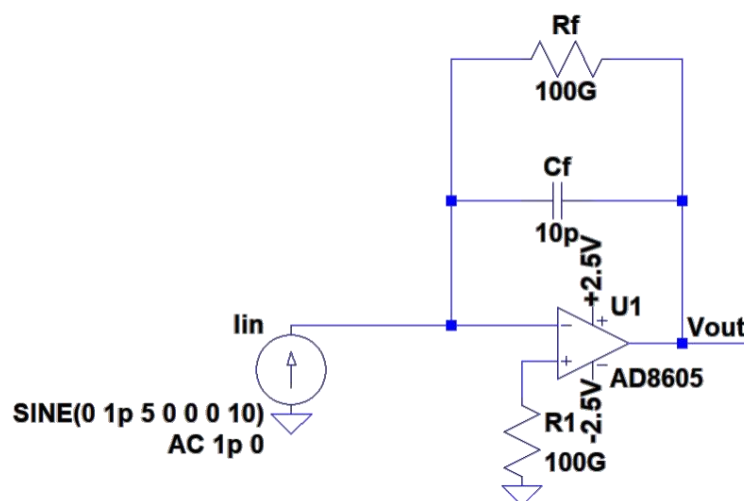 Rf
100G
Cf
10p
+2.5V
U1
Iin
Vout
AD8605
-2.5V
SINE(0 1p 5 0 0 0 10)
AC 1p 0
R1
100G